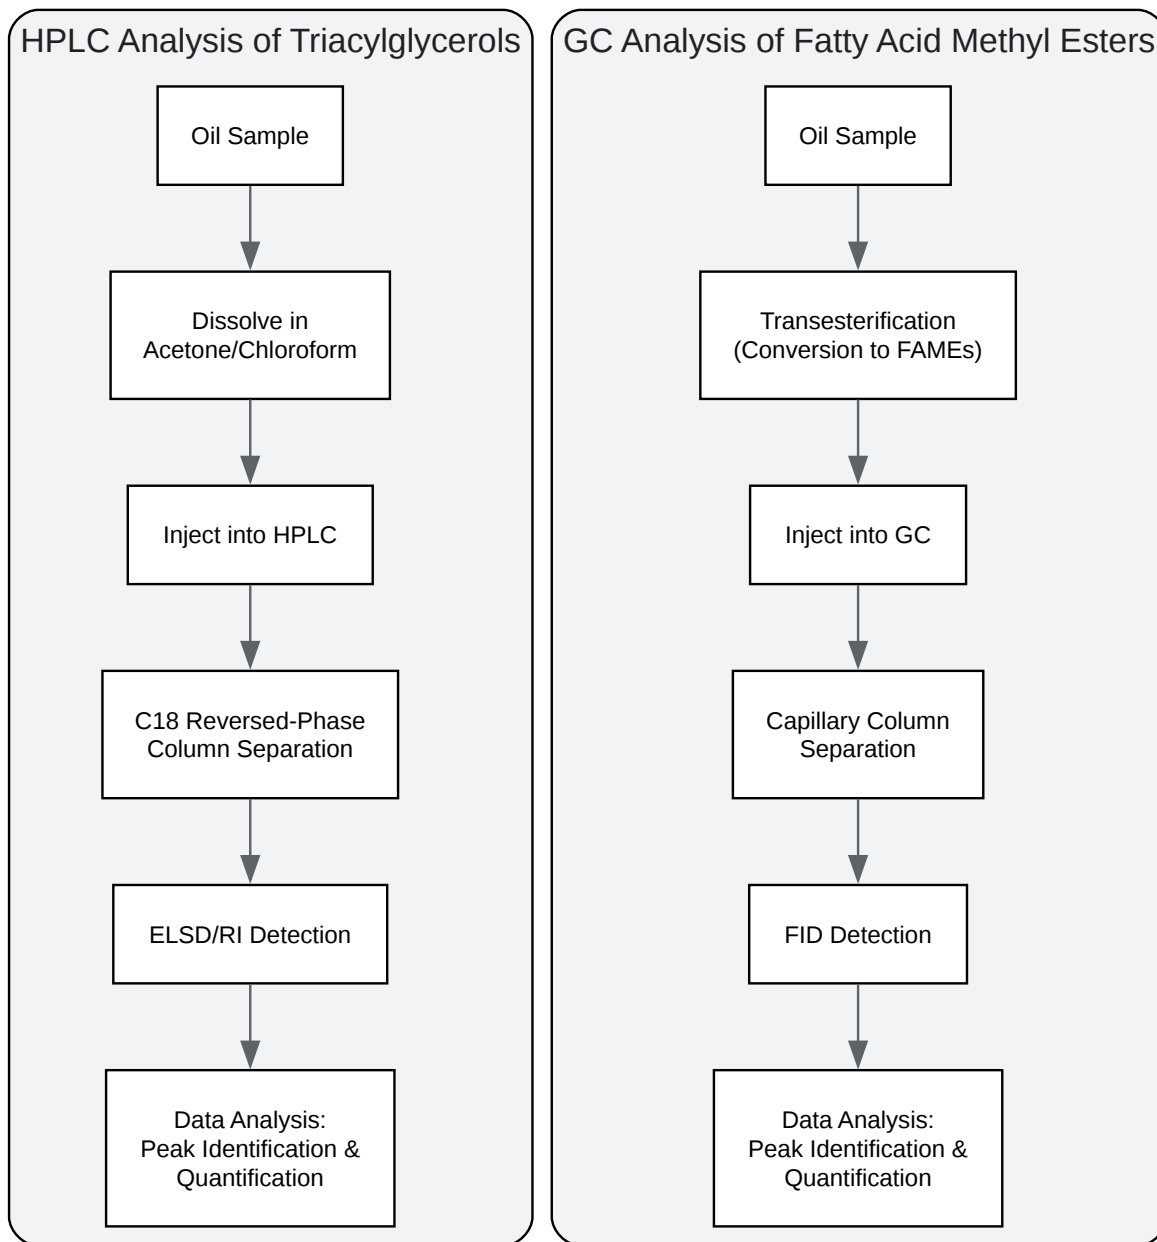 HPLC Analysis of Triacylglycerols
Oil Sample
Dissolve in
Acetone/Chloroform
Inject into HPLC
C18 Reversed-Phase
Column Separation
ELSD/RI Detection
Data Analysis:
Peak Identification &
Quantification
GC Analysis of Fatty Acid Methyl Esters
Oil Sample
Transesterification
(Conversion to FAMEs)
Inject into GC
Capillary Column
Separation
FID Detection
Data Analysis:
Peak Identification &
Quantification